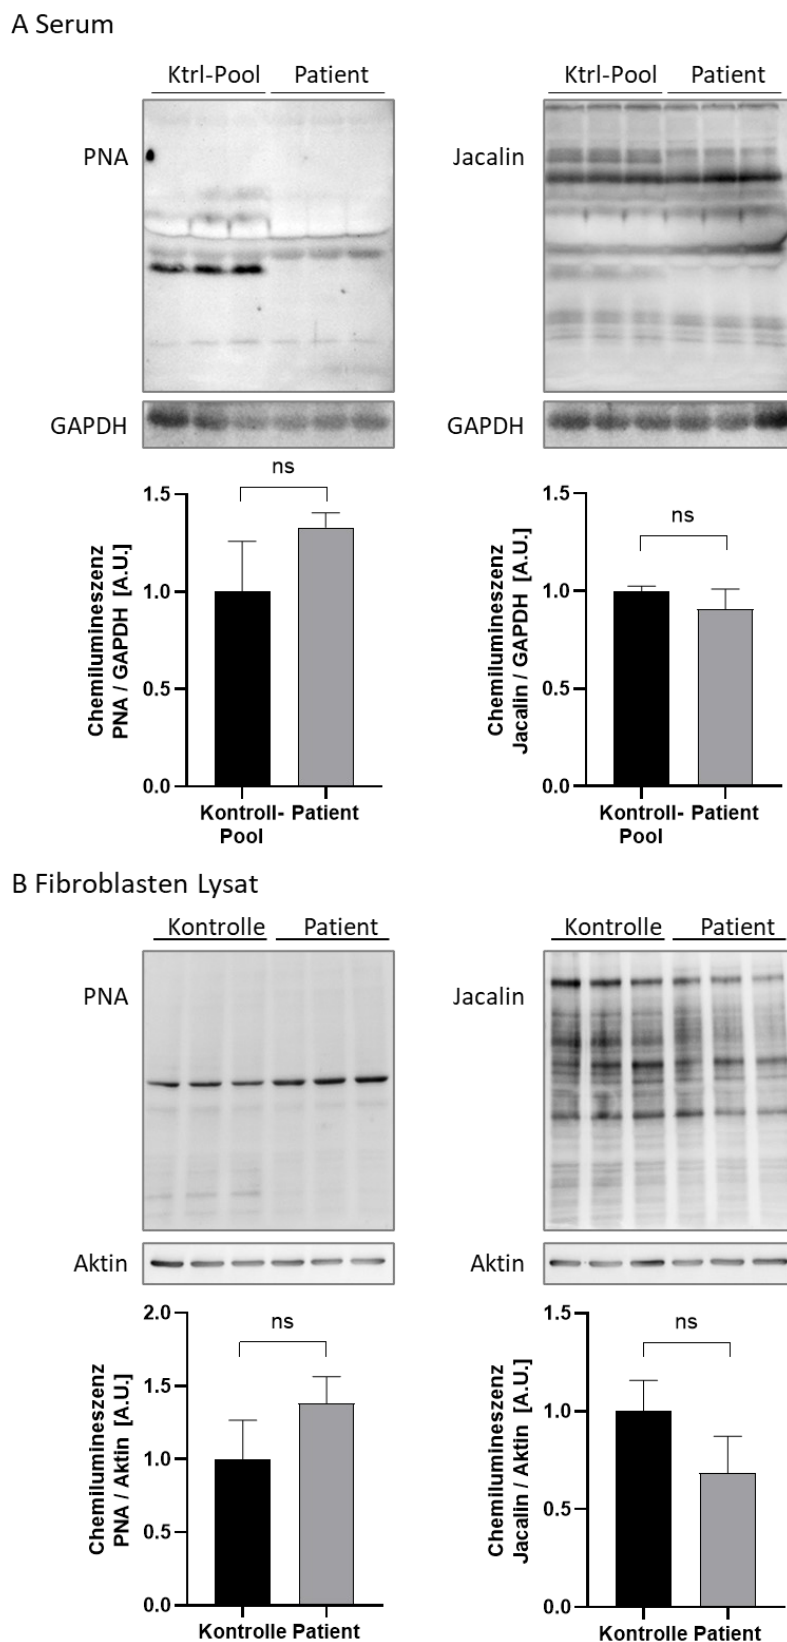 A Serum
Ktrl-Pool Patient
Ktrl-Pool Patient
PNA
Jacalin
GAPDH
GAPDH
ns
1.5
1.0
0.5
0.0
Chemilumineszenz
PNA / GAPDH [A.U.]
Kontroll- Patient
Pool
ns
1.5
1.0
0.5
0.0
Chemilumineszenz
Jacalin / GAPDH [A.U.]
Kontroll- Patient
Pool
B Fibroblasten Lysat
Kontrolle Patient
Kontrolle Patient
PNA
Jacalin
Aktin
Aktin
ns
2.0
1.5
1.0
0.5
0.0
Chemilumineszenz
PNA / Aktin [A.U.]
Kontrolle Patient
ns
1.5
1.0
0.5
0.0
Chemilumineszenz
Jacalin / Aktin [A.U.]
Kontrolle Patient